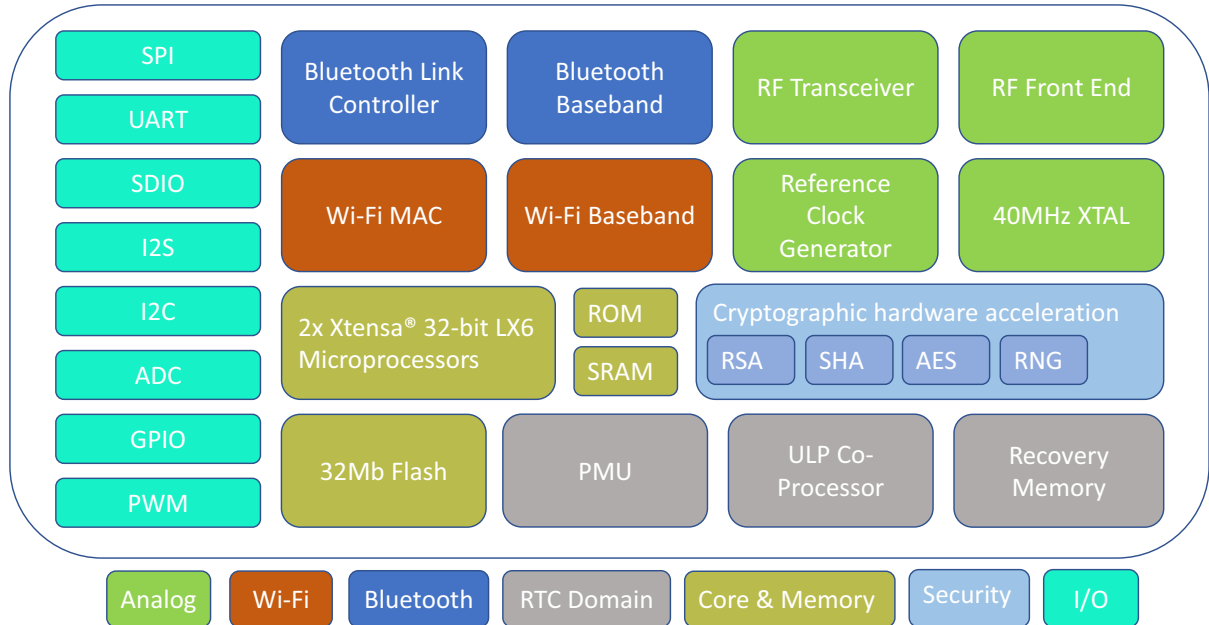 SPI
UART
SDIO
I2S
I2C
ADC
GPIO
PWM
Bluetooth Link
Controller
Bluetooth
Baseband
RF Transceiver
RF Front End
Wi-Fi MAC
Wi-Fi Baseband
Reference
Clock
Generator
40MHz XTAL
2x Xtensa® 32-bit LX6
Microprocessors
ROM
SRAM
Cryptographic hardware acceleration
RSA
SHA
AES
RNG
32Mb Flash
PMU
ULP Co-
Processor
Recovery
Memory
Analog
Wi-Fi
Bluetooth
RTC Domain
Core & Memory
Security
I/O